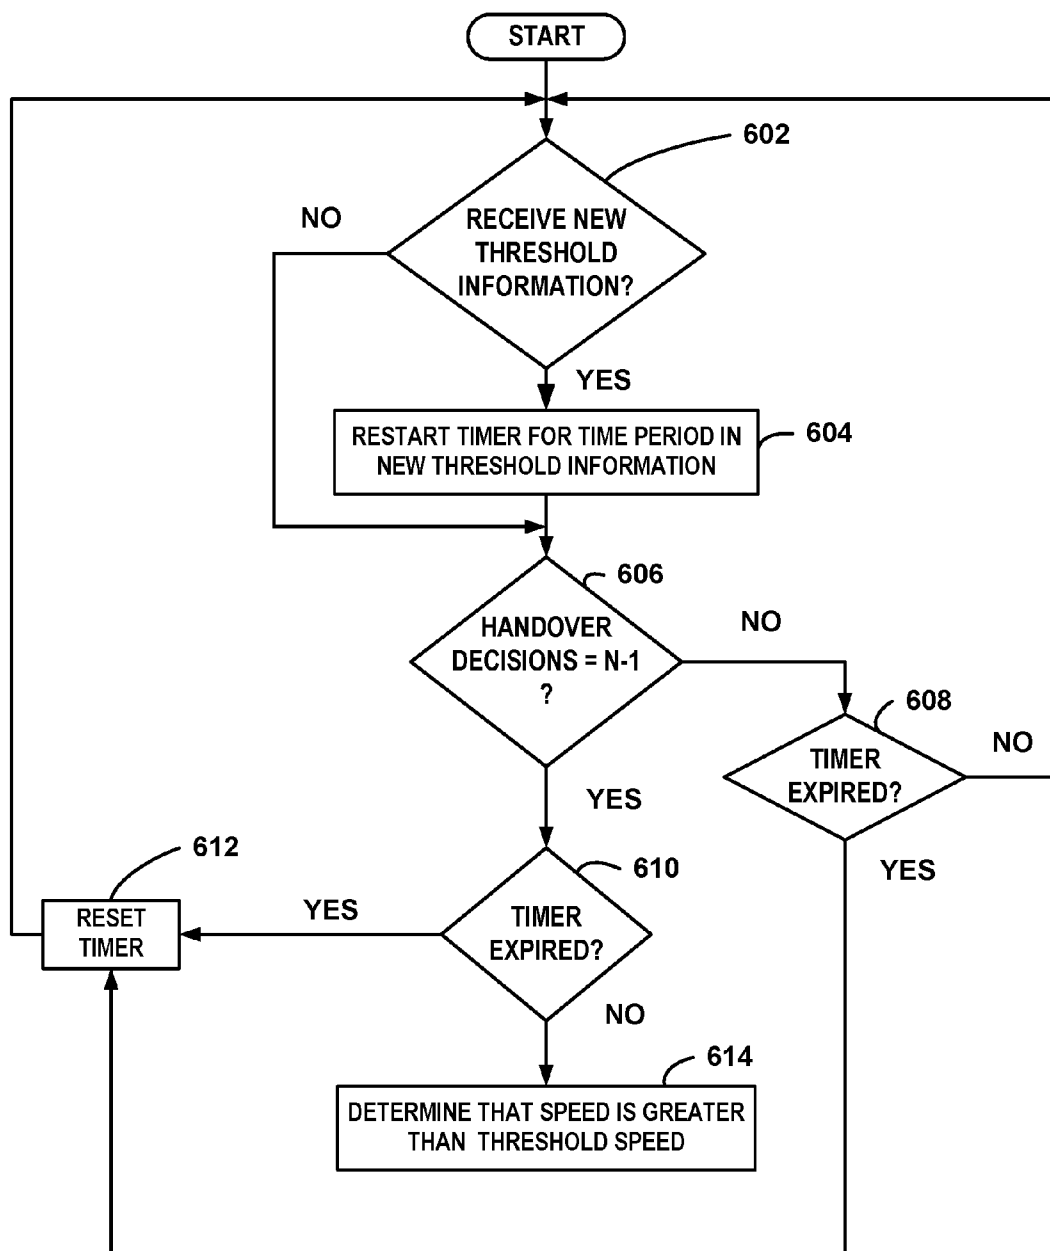 START
602
NO
RECEIVE NEW
THRESHOLD
INFORMATION?
YES
RESTART TIMER FOR TIME PERIOD IN
NEW THRESHOLD INFORMATION
604
606
HANDOVER
DECISIONS = N-1
?
NO
608
TIMER
EXPIRED?
NO
YES
YES
612
RESET
TIMER
YES
610
TIMER
EXPIRED?
NO
614
DETERMINE THAT SPEED IS GREATER
THAN THRESHOLD SPEED